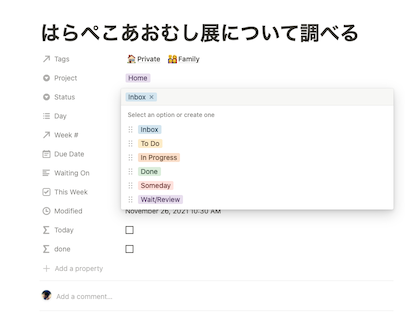 はらぺこあおむし展について調べる
Tags Private Family
Project Home
Status Inbox ×
Select an option or create one
Day
Inbox
Week #
To Do
Due Date
In Progress
Waiting On
Done
This Week
Someday
Wait/Review
Modified November 26, 2021 10:30 AM
Today
done
Add a property
Add a comment...